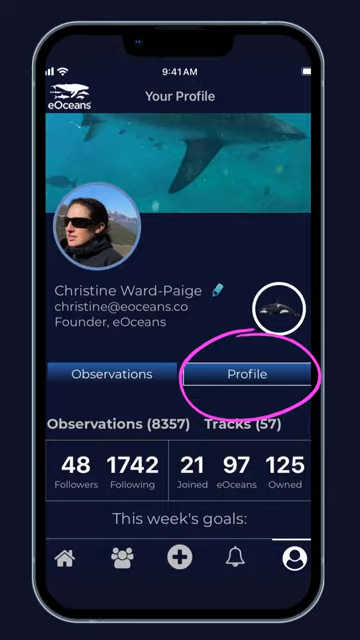 9:41 AM
eOceans
Your Profile
Christine Ward-Paige
christine@eoceans.co
Founder, eOceans
Observations Profile
Observations (8357) Tracks (57)
48 1742 21 97 125
Followers Following Joined eOceans Owned
This week's goals: